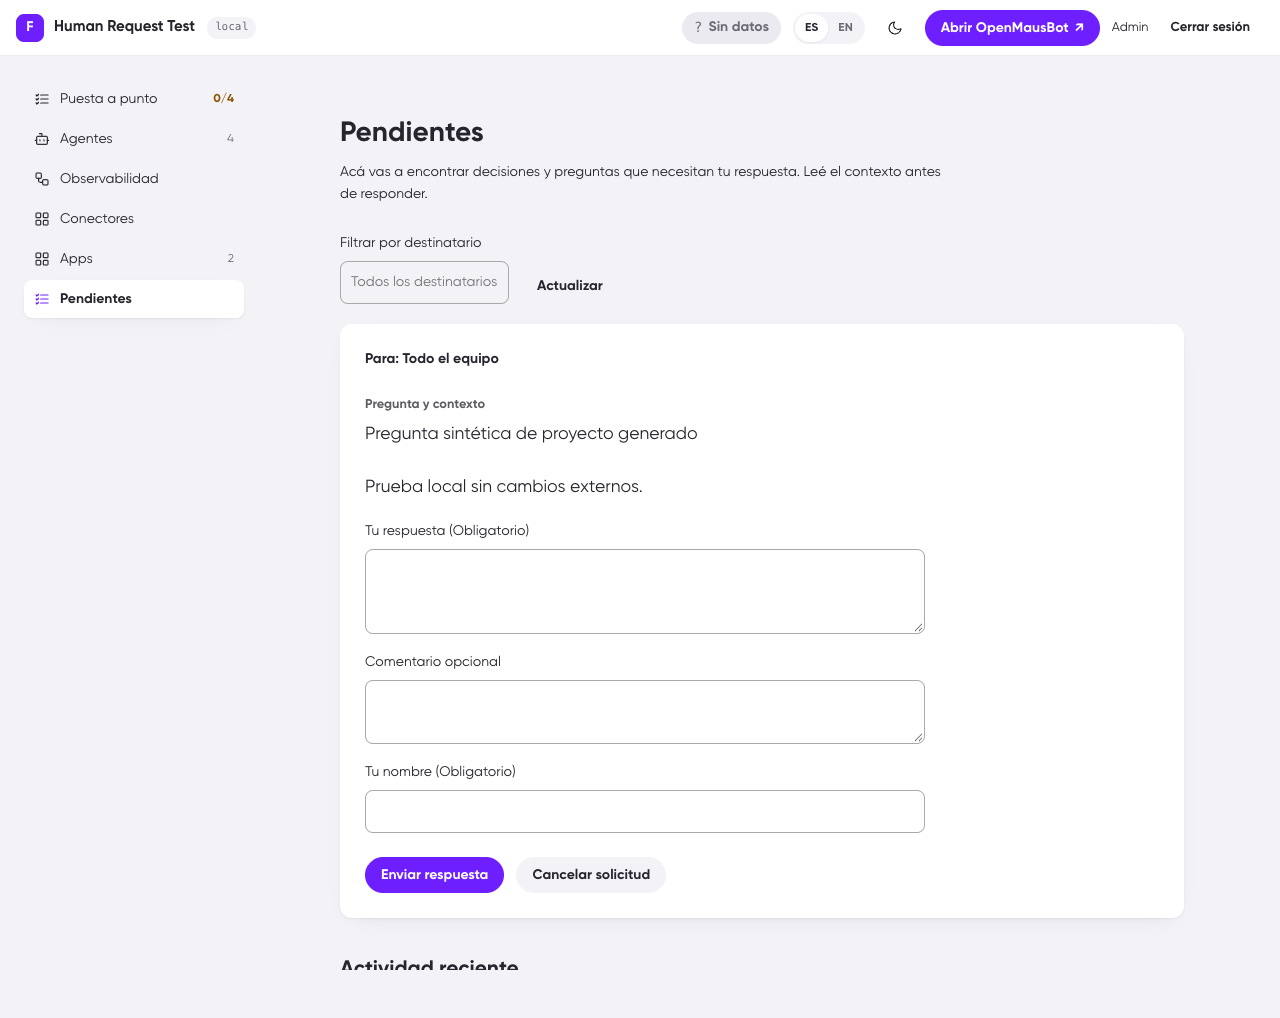 F Human Request Test local
? Sin datos ES EN Abrir OpenMausBot ↗ Admin Cerrar sesión
Puesta a punto 0/4
Agentes 4
Observabilidad
Conectores
Apps 2
Pendientes
Pendientes
Acá vas a encontrar decisiones y preguntas que necesitan tu respuesta. Leé el contexto antes
de responder.
Filtrar por destinatario
Todos los destinatarios
Actualizar
Para: Todo el equipo
Pregunta y contexto
Pregunta sintética de proyecto generado
Prueba local sin cambios externos.
Tu respuesta (Obligatorio)
Comentario opcional
Tu nombre (Obligatorio)
Enviar respuesta
Cancelar solicitud
Actividad reciente